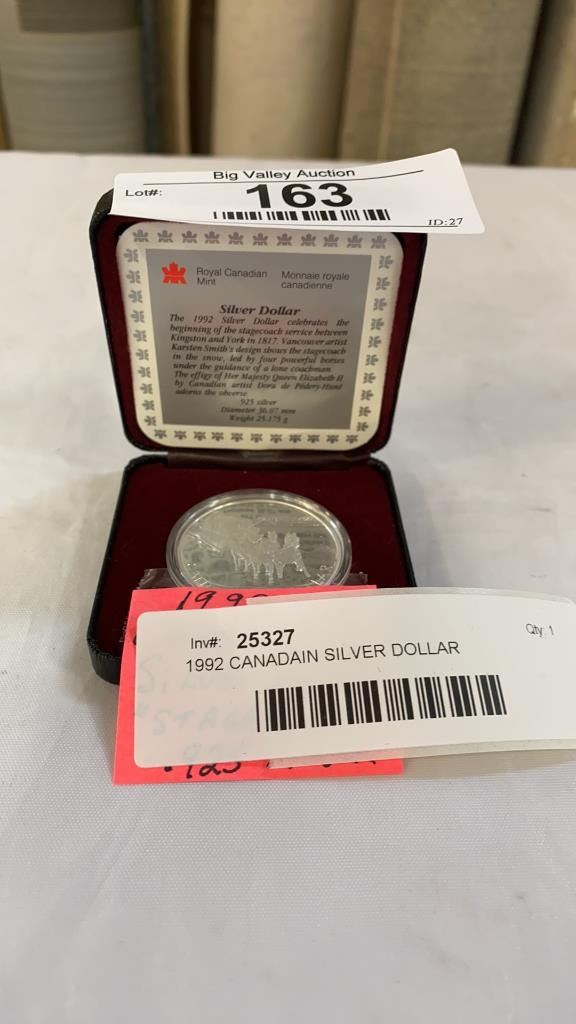 Big Valley Auction
Lot#: 163
ID:27
Royal Canadian Mint
Monnaie royale canadienne
Silver Dollar
The 1992 Silver Dollar celebrates the
beginning of the stagecoach service between
Kingston and York in 1817. Vancouver artist
Karsten Smith's design shows the stagecoach
in the snow, led by four powerful horses
under the guidance of a lone coachman
The effigy of Her Majesty Queen Elizabeth II
by Canadian artist Dora de Pédery-Hunt
adorns the obverse.
.925 silver
Diameter 36.07 mm
Weight 25.175 g
Inv#: 25327
Qty: 1
1992 CANADAIN SILVER DOLLAR
.925